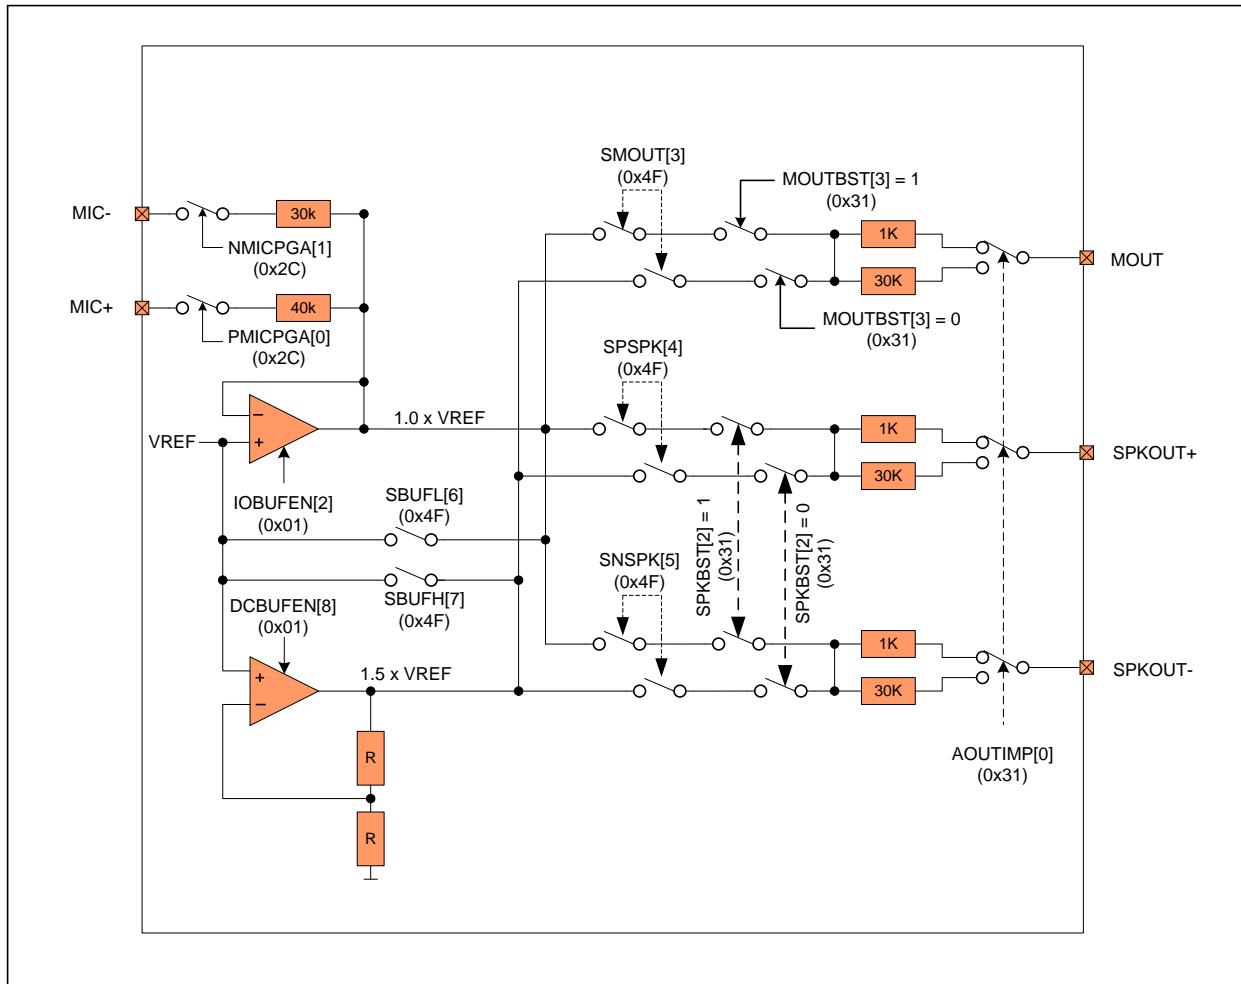 SMOUT[3]
(0x4F)
MOUTBST[3] = 1
(0x31)
MIC-
30k
NMICPGA[1]
(0x2C)
1K
MOUT
30K
MIC+
40k
PMICPGA[0]
(0x2C)
MOUTBST[3] = 0
(0x31)
SPSPK[4]
(0x4F)
−
+
VREF
1.0 x VREF
1K
SPKOUT+
30K
IOBUFEN[2]
(0x01)
SBUFL[6]
(0x4F)
SPKBST[2] = 1
(0x31)
SPKBST[2] = 0
(0x31)
SNSPK[5]
(0x4F)
SBUFH[7]
(0x4F)
DCBUFEN[8]
(0x01)
1K
SPKOUT-
30K
+
−
1.5 x VREF
R
R
AOUTIMP[0]
(0x31)